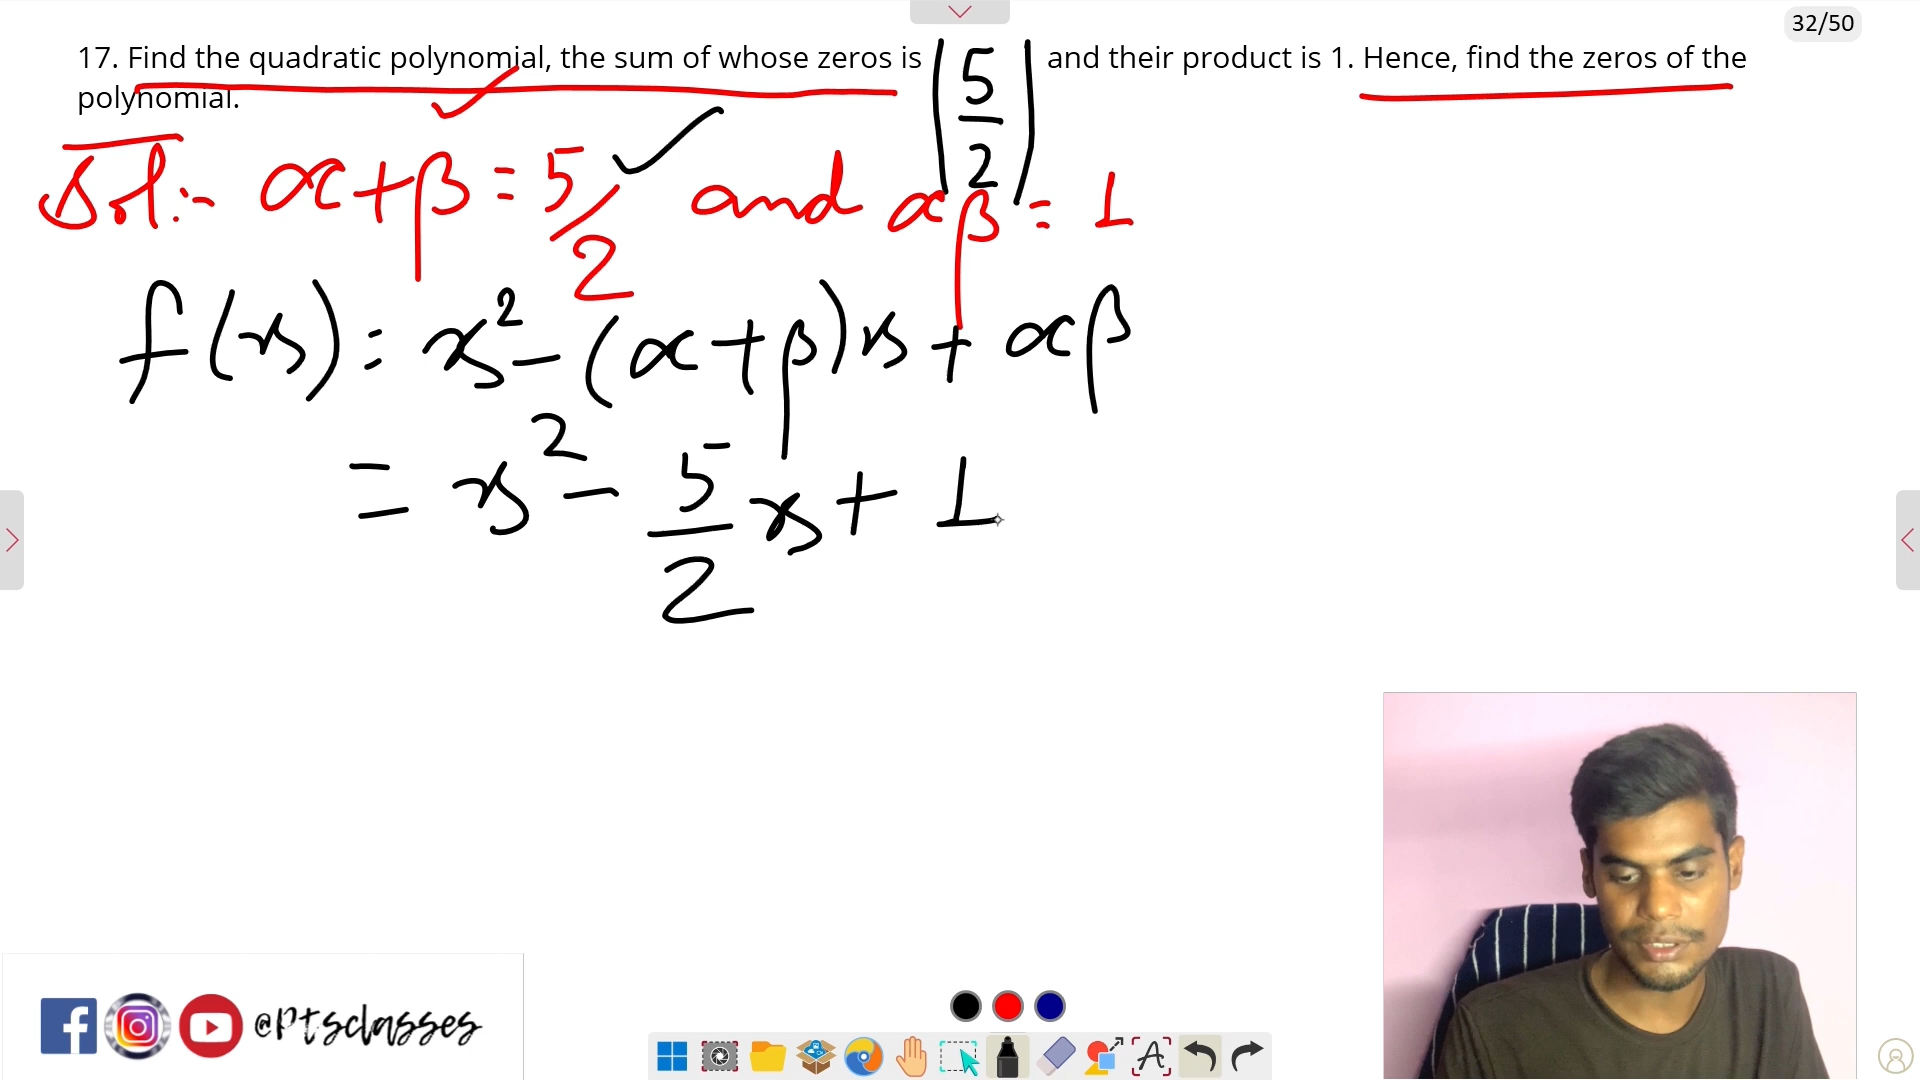 32/50
17. Find the quadratic polynomial, the sum of whose zeros is 5/2 and their product is 1. Hence, find the zeros of the
polynomial.
Sol:- α+β = 5/2 and αβ = 1
f(x) = x² - (α+β)x + αβ
= x² - 5/2 x + 1
@Ptsclasses